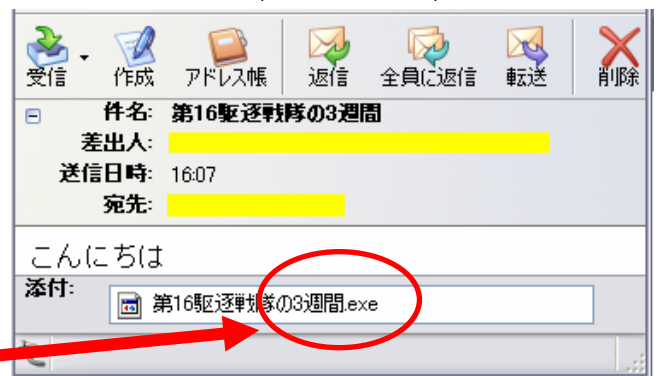 受信 作成 アドレス帳 返信 全員に返信 転送 削除
件名: 第16駆逐戦隊の3週間
差出人:
送信日時: 16:07
宛先:
こんにちは
添付:
第16駆逐戦隊の3週間.exe